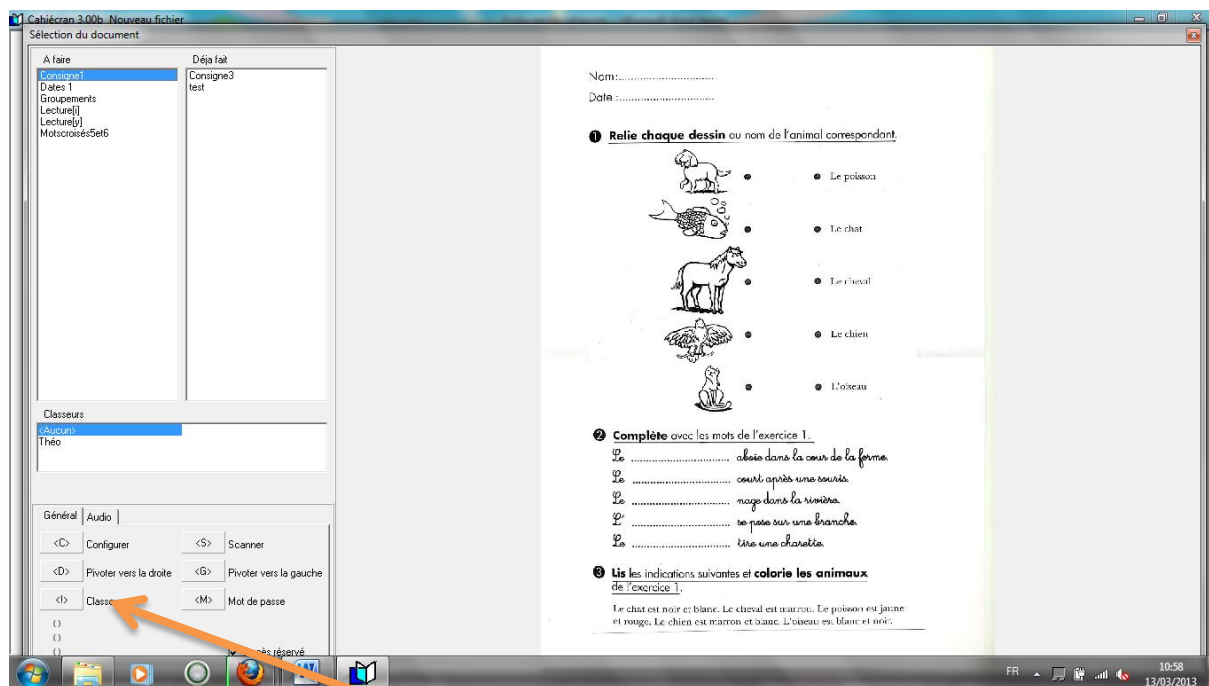 Cahiécran 3.00b Nouveau fichier
Sélection du document
A faire
Déja fait
Consigne1
Dates 1
Groupements
Lecture[i]
Lecture[y]
Motscroisés5et6
Consigne3
test
Classeurs
<Aucun>
Théo
Général
Audio
<C> Configurer
<S> Scanner
<D> Pivoter vers la droite
<G> Pivoter vers la gauche
<I>
<M> Mot de passe
réservé
Nom:
Date :
1 Relie chaque dessin au nom de l'animal correspondant.
Le poisson
Le chat
Le cheval
Le chien
L'oiseau
2 Complète avec les mots de l'exercice 1.
Le .............................. aboie dans la cour de la ferme.
Le .............................. court après une souris.
Le .............................. nage dans la rivière.
L' .............................. se pose sur une branche.
Le .............................. tire une charette.
3 Lis les indications suivantes et colorie les animaux
de l'exercice 1.
Le chat est noir et blanc. Le cheval est marron. Le poisson est jaune
et rouge. Le chien est marron et blanc. L'oiseau est blanc et noir.
FR
10:58
13/03/2013